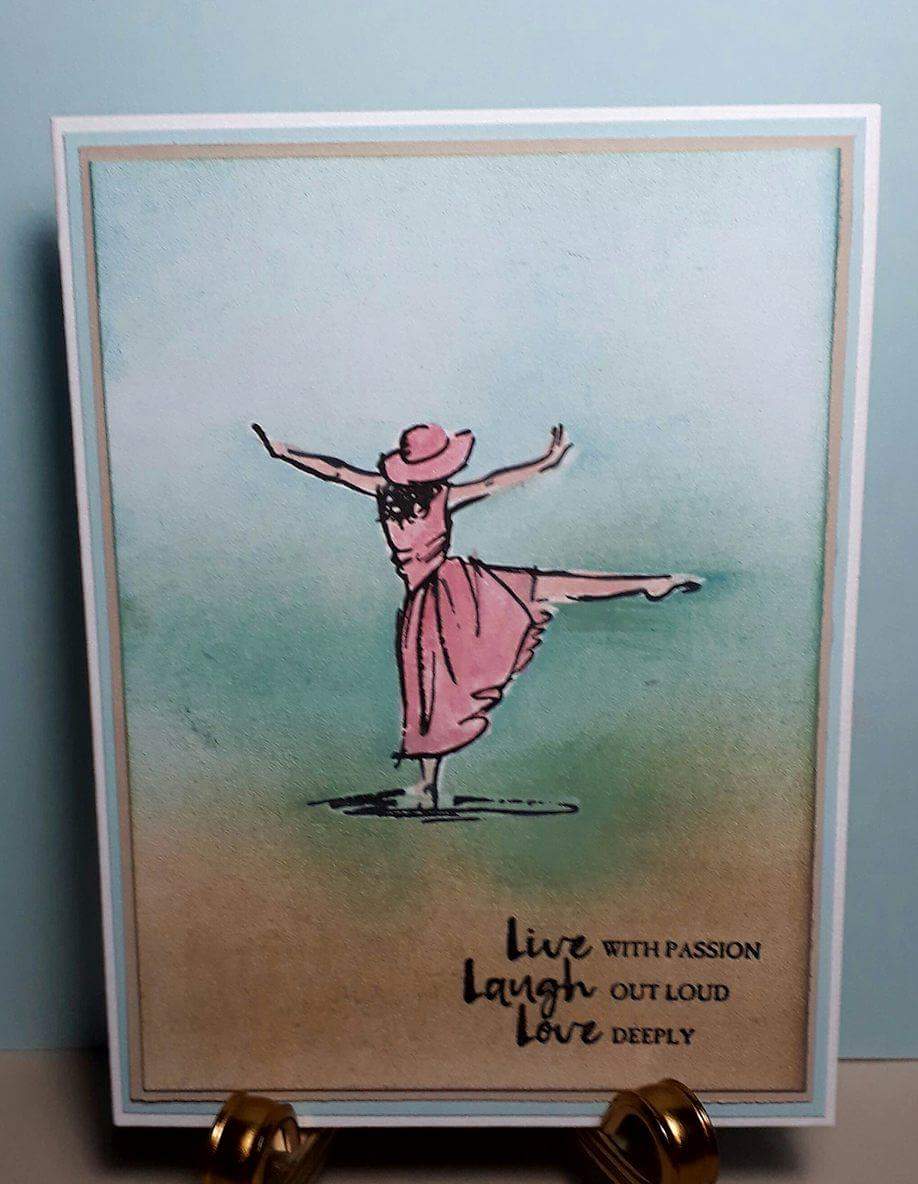 Live WITH PASSION
Laugh OUT LOUD
Love DEEPLY